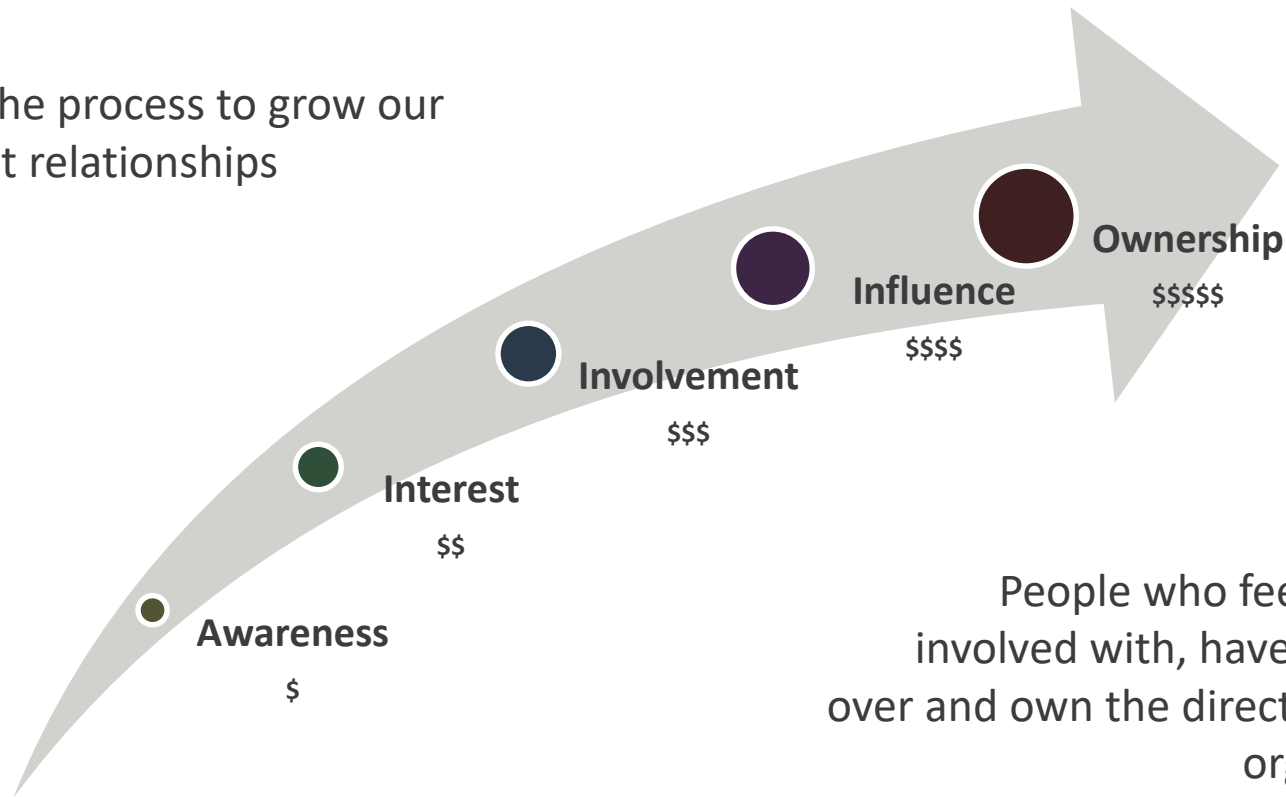 he process to grow our
t relationships
Ownership
$$$$$
Influence
$$$$
Involvement
$$$
Interest
$$
Awareness
$
People who fee
involved with, have
over and own the direct
org